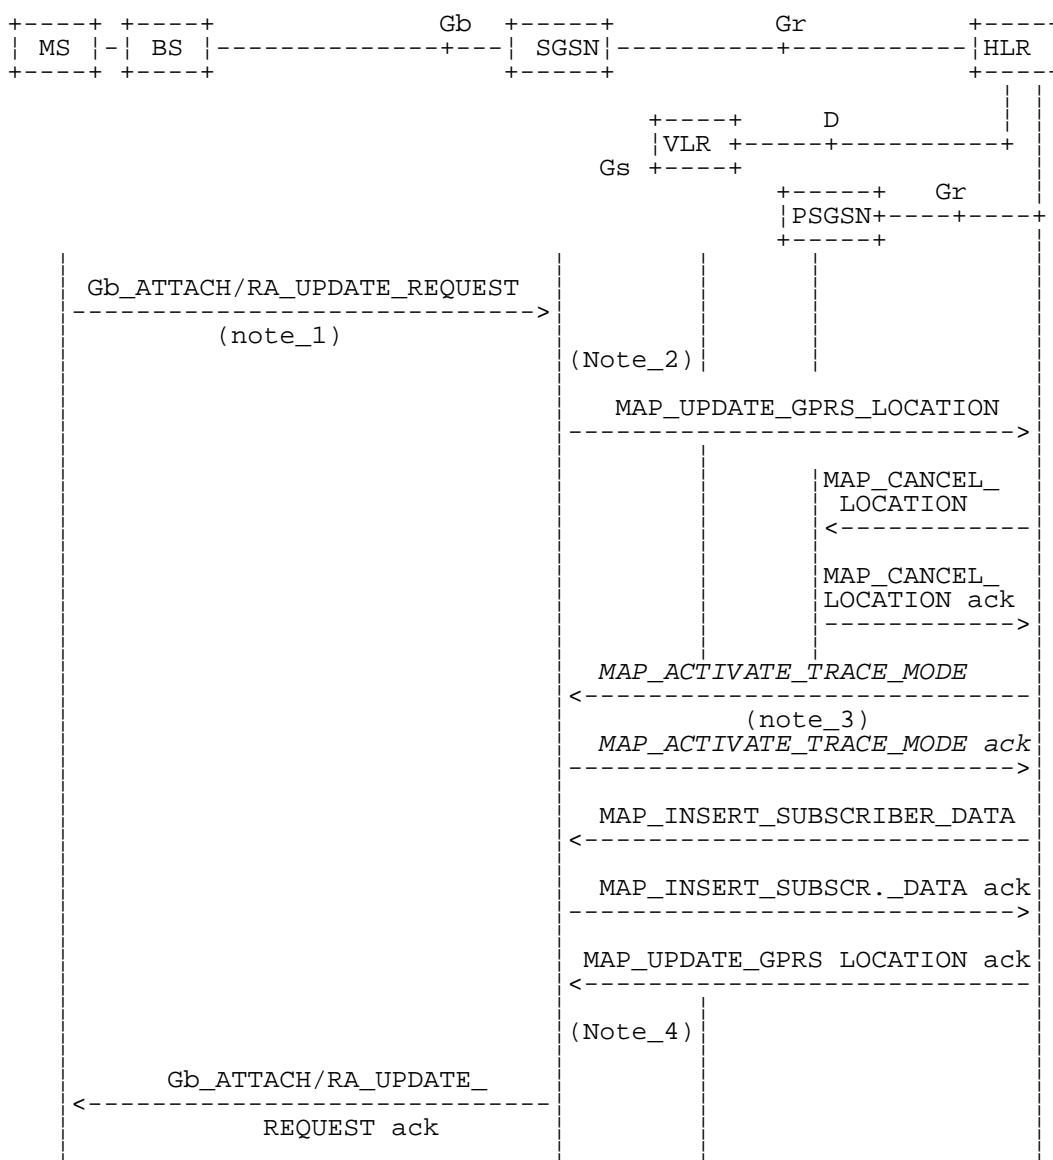 Gb Gr
MS BS SGSN HLR
D
VLR
Gs
Gr
PSGSN
Gb_ATTACH/RA_UPDATE_REQUEST
(note_1)
(Note_2)
MAP_UPDATE_GPRS_LOCATION
MAP_CANCEL_
LOCATION
MAP_CANCEL_
LOCATION ack
MAP_ACTIVATE_TRACE_MODE
(note_3)
MAP_ACTIVATE_TRACE_MODE ack
MAP_INSERT_SUBSCRIBER_DATA
MAP_INSERT_SUBSCR._DATA ack
MAP_UPDATE_GPRS LOCATION ack
(Note_4)
Gb_ATTACH/RA_UPDATE_
REQUEST ack